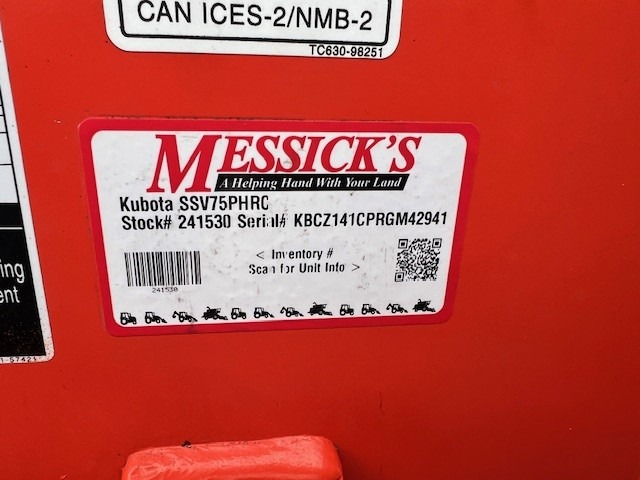 CAN ICES-2/NMB-2
TC630-98251
MESSICK'S
A Helping Hand With Your Land
Kubota SSV75PHRC
Stock# 241530 Serial# KBCZ141CPRGM42941
< Inventory #
Scan for Unit Info >
241530